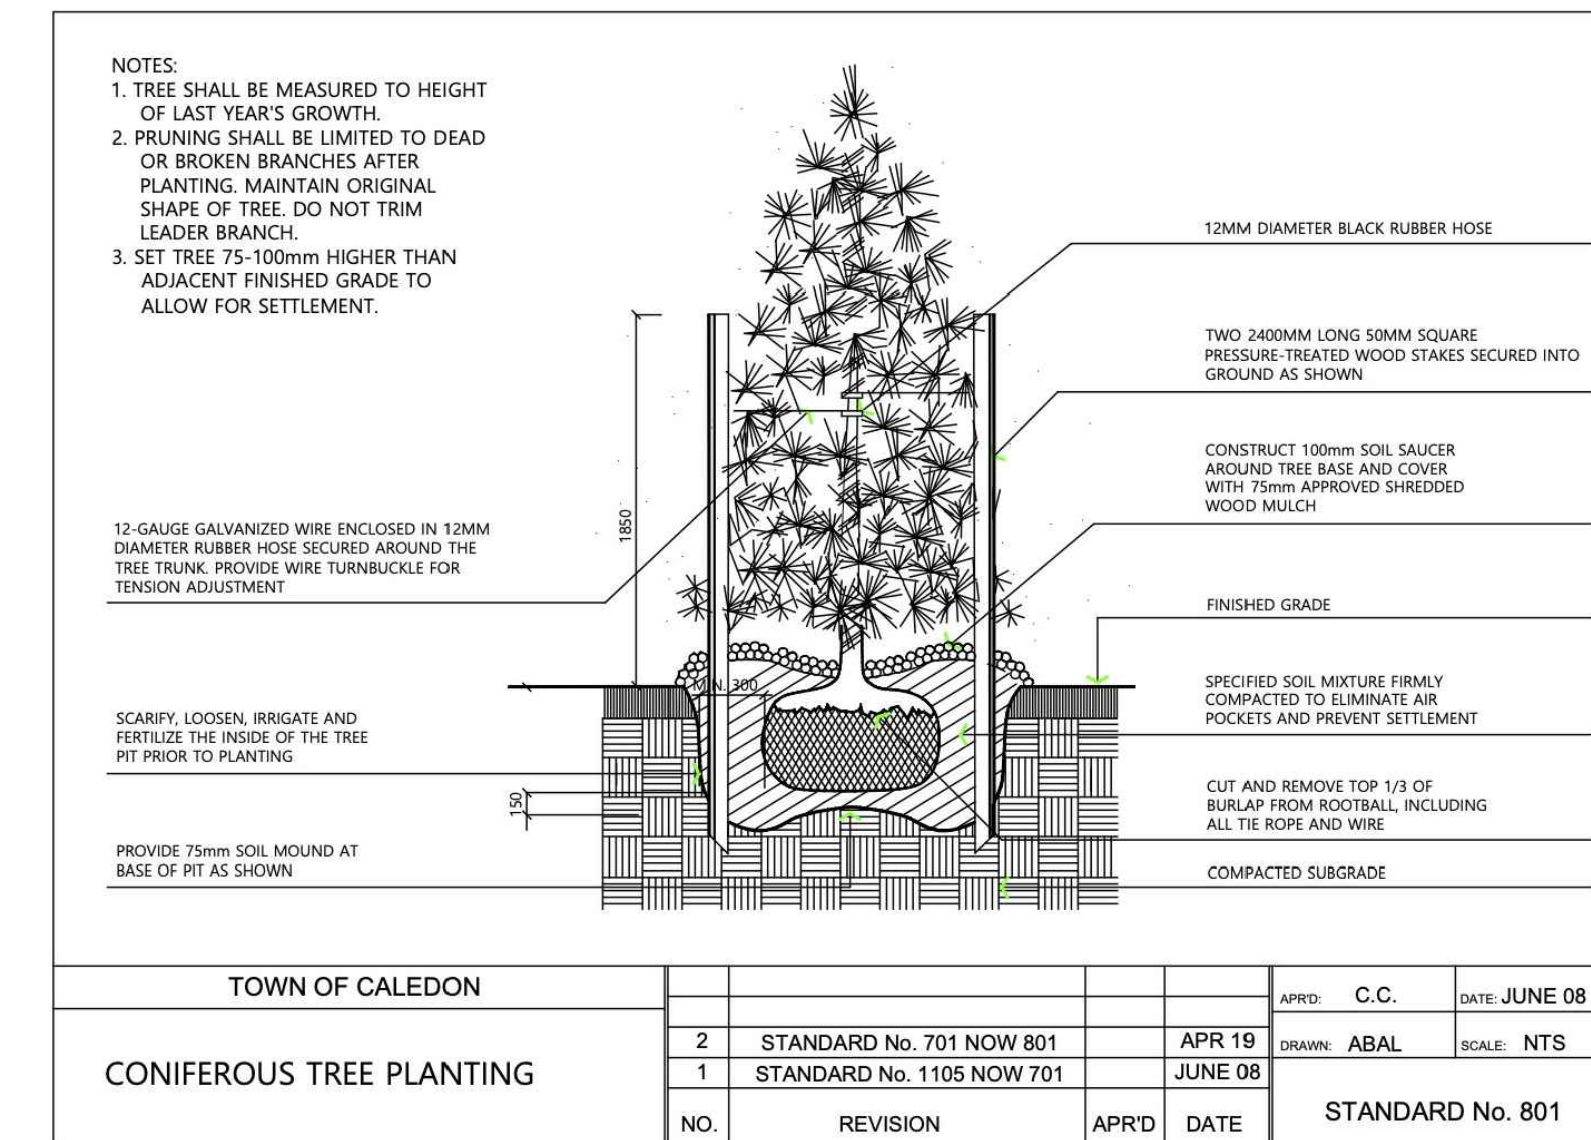 NOTES:
1. TREE SHALL BE MEASURED TO HEIGHT
OF LAST YEAR'S GROWTH.
2. PRUNING SHALL BE LIMITED TO DEAD
OR BROKEN BRANCHES AFTER
PLANTING. MAINTAIN ORIGINAL
SHAPE OF TREE. DO NOT TRIM
LEADER BRANCH.
3. SET TREE 75-100mm HIGHER THAN
ADJACENT FINISHED GRADE TO
ALLOW FOR SETTLEMENT.
12MM DIAMETER BLACK RUBBER HOSE
TWO 2400MM LONG 50MM SQUARE
PRESSURE-TREATED WOOD STAKES SECURED INTO
GROUND AS SHOWN
CONSTRUCT 100mm SOIL SAUCER
AROUND TREE BASE AND COVER
WITH 75mm APPROVED SHREDDED
WOOD MULCH
1850
12-GAUGE GALVANIZED WIRE ENCLOSED IN 12MM
DIAMETER RUBBER HOSE SECURED AROUND THE
TREE TRUNK. PROVIDE WIRE TURNBUCKLE FOR
TENSION ADJUSTMENT
FINISHED GRADE
MIN. 300
SPECIFIED SOIL MIXTURE FIRMLY
COMPACTED TO ELIMINATE AIR
POCKETS AND PREVENT SETTLEMENT
SCARIFY, LOOSEN, IRRIGATE AND
FERTILIZE THE INSIDE OF THE TREE
PIT PRIOR TO PLANTING
150
CUT AND REMOVE TOP 1/3 OF
BURLAP FROM ROOTBALL, INCLUDING
ALL TIE ROPE AND WIRE
PROVIDE 75mm SOIL MOUND AT
BASE OF PIT AS SHOWN
COMPACTED SUBGRADE
TOWN OF CALEDON
CONIFEROUS TREE PLANTING
2 STANDARD No. 701 NOW 801 APR 19
1 STANDARD No. 1105 NOW 701 JUNE 08
NO. REVISION APR'D DATE
APR'D: C.C. DATE: JUNE 08
DRAWN: ABAL SCALE: NTS
STANDARD No. 801